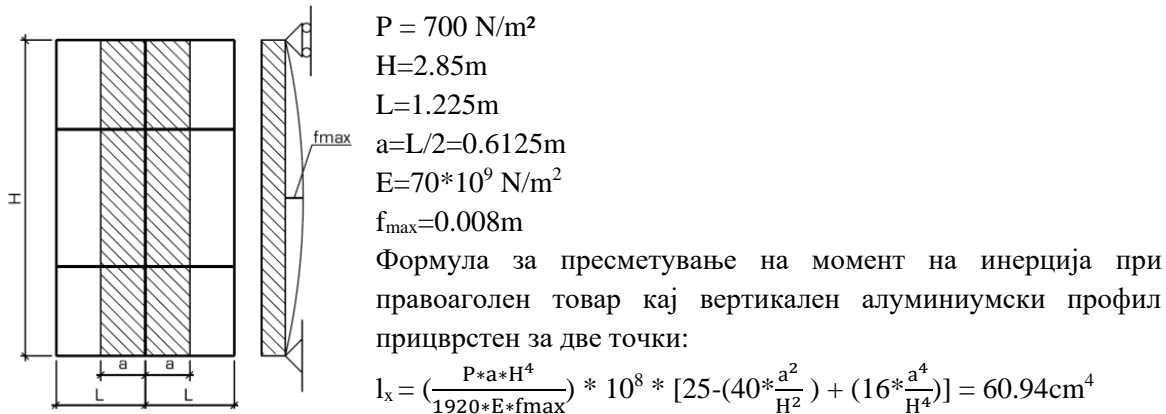 P = 700 N/m²
H=2.85m
L=1.225m
a=L/2=0.6125m
E=70*10⁹ N/m²
fmax=0.008m
Формула за пресметување на момент на инерција при
правоаголен товар кај вертикален алуминиумски профил
прицврстен за две точки:
lₓ = (P∗a∗H⁴/1920∗E∗fmax) * 10⁸ * [25-(40*a²/H²) + (16*a⁴/H⁴)] = 60.94cm⁴
fmax
H
a a
L L